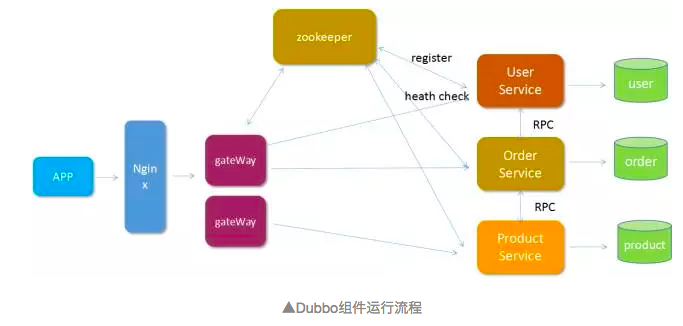 zookeeper
register
heath check
User
Service
user
RPC
APP
Ngin
x
gateWay
Order
Service
order
RPC
gateWay
Product
Service
product
▲Dubbo组件运行流程